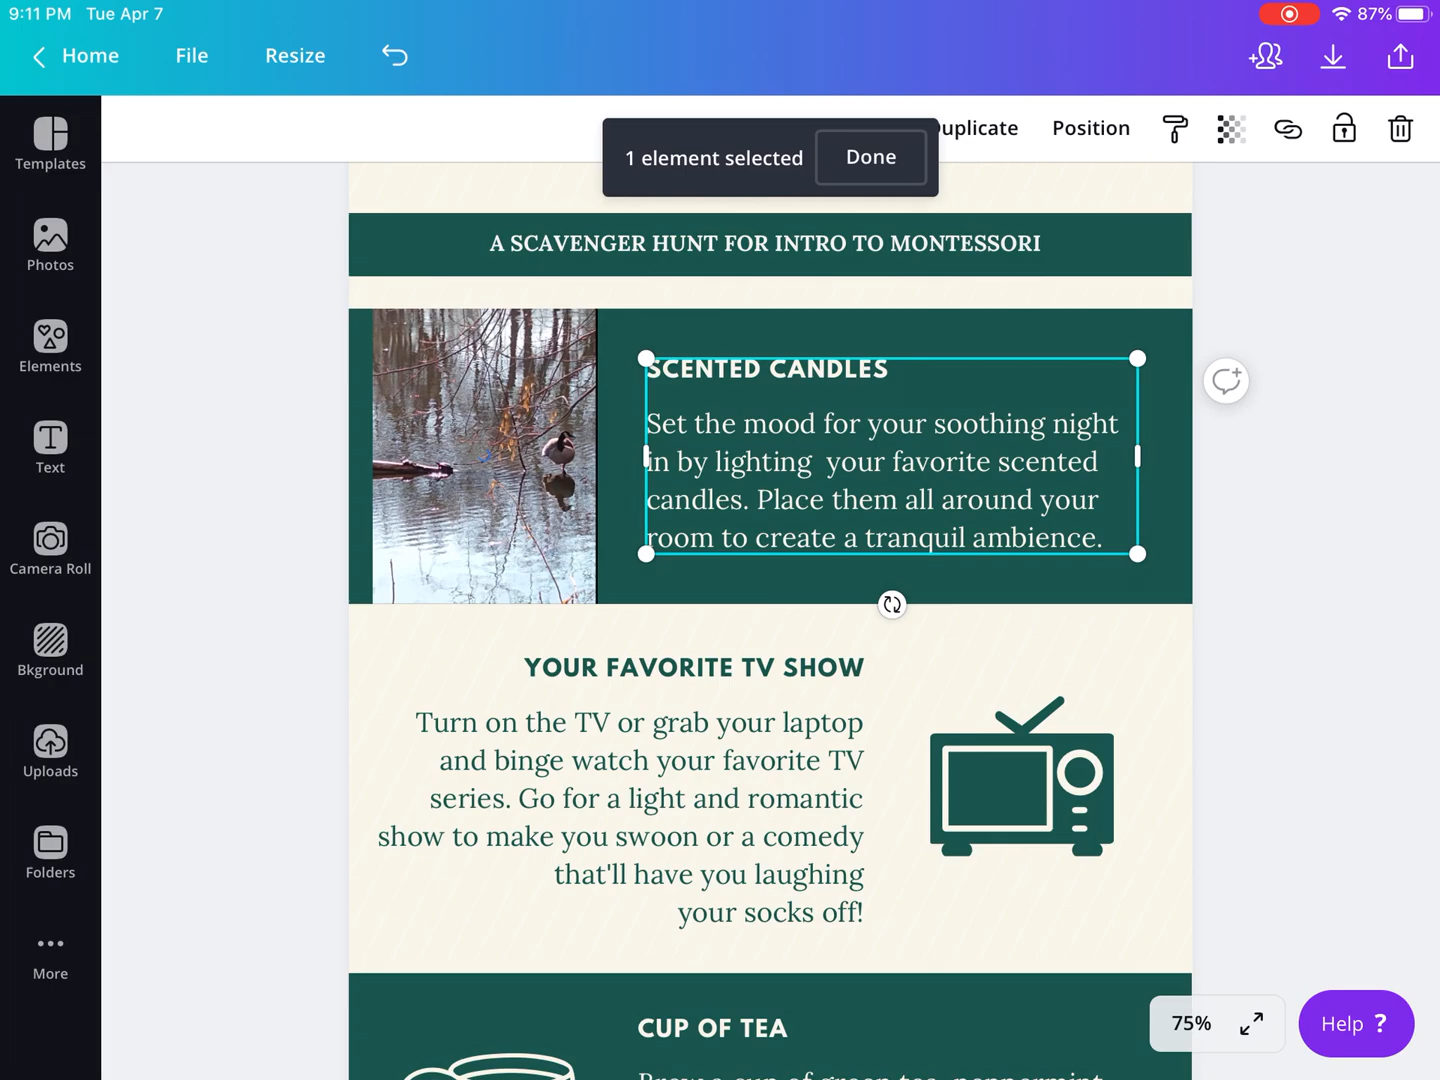 9:11 PM Tue Apr 7
87%
Home
File
Resize
1 element selected
Done
uplicate
Position
Templates
Photos
Elements
Text
Camera Roll
Bkground
Uploads
Folders
More
A SCAVENGER HUNT FOR INTRO TO MONTESSORI
SCENTED CANDLES
Set the mood for your soothing night
in by lighting your favorite scented
candles. Place them all around your
room to create a tranquil ambience.
YOUR FAVORITE TV SHOW
Turn on the TV or grab your laptop
and binge watch your favorite TV
series. Go for a light and romantic
show to make you swoon or a comedy
that'll have you laughing
your socks off!
CUP OF TEA
75%
Help ?